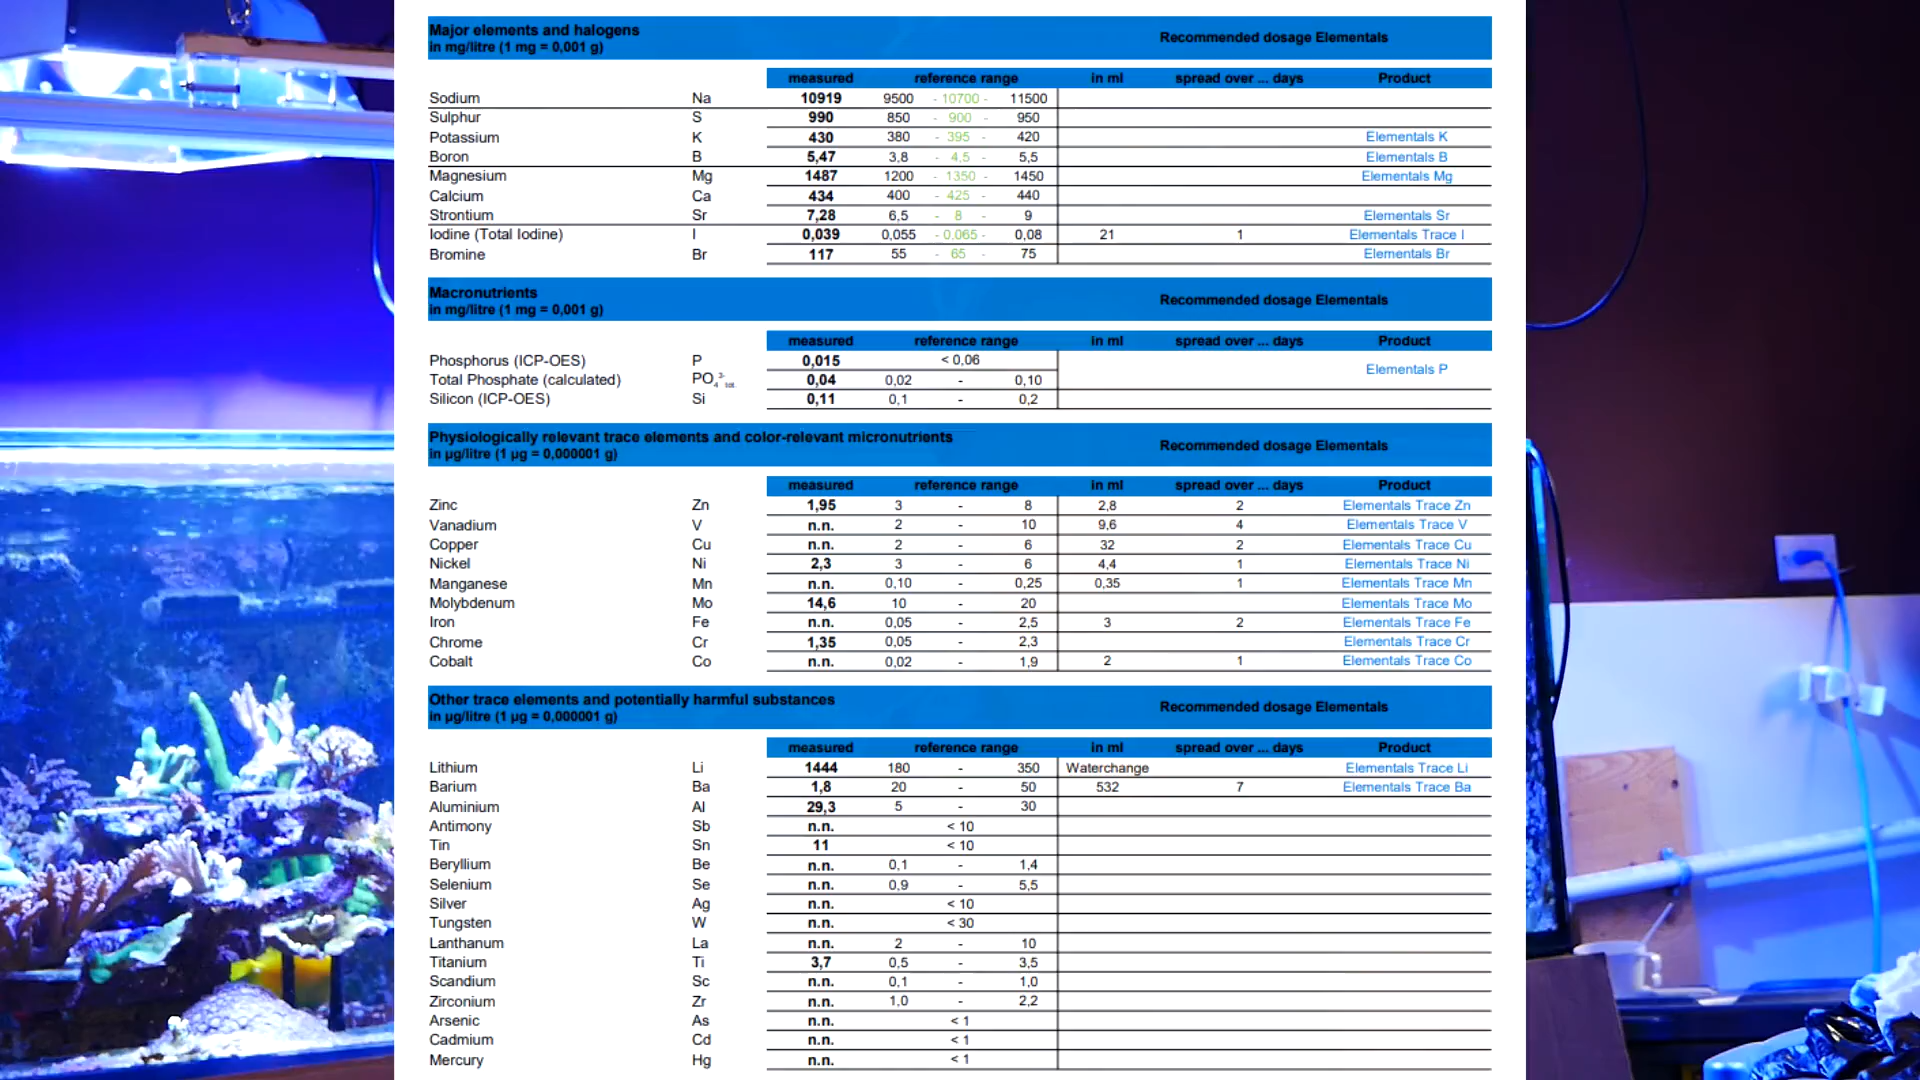 Major elements and halogens
in mg/litre (1 mg = 0,001 g)
Recommended dosage Elementals
measured reference range in ml spread over ... days Product
Sodium Na 10919 9500 - 10700 - 11500
Sulphur S 990 850 - 900 - 950
Potassium K 430 380 - 395 - 420 Elementals K
Boron B 5,47 3,8 - 4,5 - 5,5 Elementals B
Magnesium Mg 1487 1200 - 1350 - 1450 Elementals Mg
Calcium Ca 434 400 - 425 - 440
Strontium Sr 7,28 6,5 - 8 - 9 Elementals Sr
Iodine (Total Iodine) I 0,039 0,055 - 0,065 - 0,08 21 1 Elementals Trace I
Bromine Br 117 55 - 65 - 75 Elementals Br
Macronutrients
in mg/litre (1 mg = 0,001 g)
Recommended dosage Elementals
measured reference range in ml spread over ... days Product
Phosphorus (ICP-OES) P 0,015 < 0,06
Elementals P
Total Phosphate (calculated) PO4 3- tot. 0,04 0,02 - 0,10
Silicon (ICP-OES) Si 0,11 0,1 - 0,2
Physiologically relevant trace elements and color-relevant micronutrients
in µg/litre (1 µg = 0,000001 g)
Recommended dosage Elementals
measured reference range in ml spread over ... days Product
Zinc Zn 1,95 3 - 8 2,8 2 Elementals Trace Zn
Vanadium V n.n. 2 - 10 9,6 4 Elementals Trace V
Copper Cu n.n. 2 - 6 32 2 Elementals Trace Cu
Nickel Ni 2,3 3 - 6 4,4 1 Elementals Trace Ni
Manganese Mn n.n. 0,10 - 0,25 0,35 1 Elementals Trace Mn
Molybdenum Mo 14,6 10 - 20 Elementals Trace Mo
Iron Fe n.n. 0,05 - 2,5 3 2 Elementals Trace Fe
Chrome Cr 1,35 0,05 - 2,3 Elementals Trace Cr
Cobalt Co n.n. 0,02 - 1,9 2 1 Elementals Trace Co
Other trace elements and potentially harmful substances
in µg/litre (1 µg = 0,000001 g)
Recommended dosage Elementals
measured reference range in ml spread over ... days Product
Lithium Li 1444 180 - 350 Waterchange Elementals Trace Li
Barium Ba 1,8 20 - 50 532 7 Elementals Trace Ba
Aluminium Al 29,3 5 - 30
Antimony Sb n.n. < 10
Tin Sn 11 < 10
Beryllium Be n.n. 0,1 - 1,4
Selenium Se n.n. 0,9 - 5,5
Silver Ag n.n. < 10
Tungsten W n.n. < 30
Lanthanum La n.n. 2 - 10
Titanium Ti 3,7 0,5 - 3,5
Scandium Sc n.n. 0,1 - 1,0
Zirconium Zr n.n. 1,0 - 2,2
Arsenic As n.n. < 1
Cadmium Cd n.n. < 1
Mercury Hg n.n. < 1